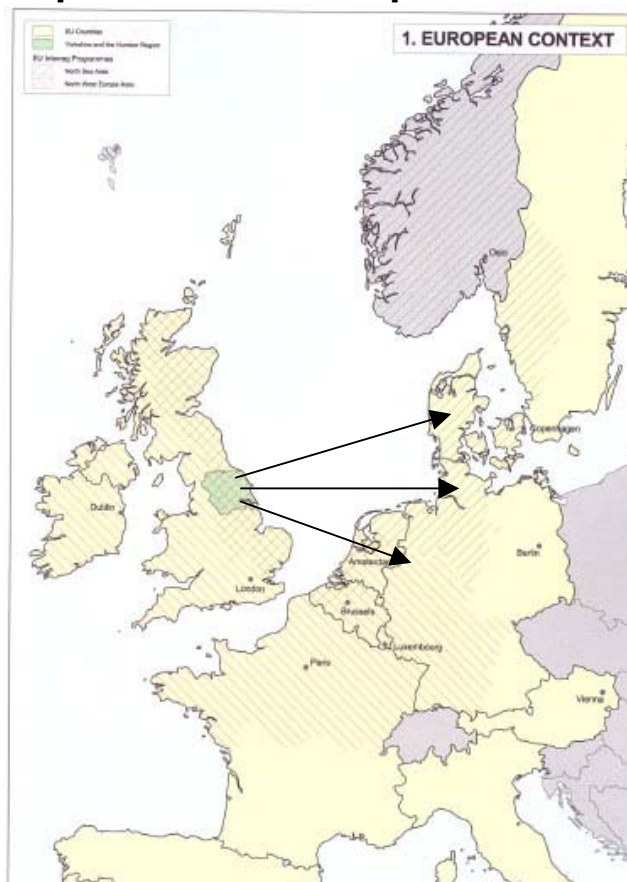 1. EUROPEAN CONTEXT
EU Countries
Yorkshire and the Humber Region
EU Interreg Programmes
North Sea Area
North West Europe Area
Oslo
Copenhagen
Dublin
Berlin
Amsterdam
London
Brussels
Luxembourg
Paris
Vienna